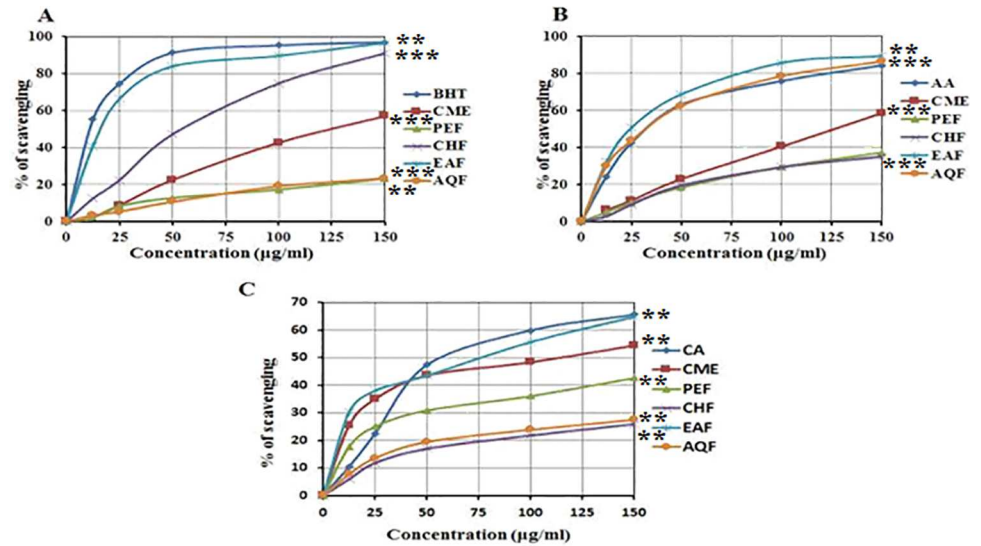 A
% of scavenging
100
80
60
40
20
0
0 25 50 75 100 125 150
Concentration (µg/ml)
**
***
***
***
**
BHT
CME
PEF
CHF
EAF
AQF
B
% of scavenging
100
80
60
40
20
0
0 25 50 75 100 125 150
Concentration (µg/ml)
**
***
***
***
AA
CME
PEF
CHF
EAF
AQF
C
% of scavenging
70
60
50
40
30
20
10
0
0 25 50 75 100 125 150
Concentration (µg/ml)
**
**
**
**
**
CA
CME
PEF
CHF
EAF
AQF